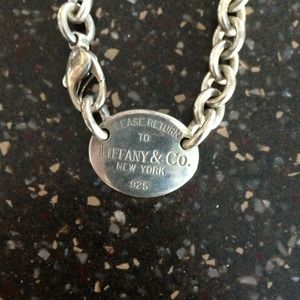 PLEASE RETURN
TO
TIFFANY & CO.
NEW YORK
925